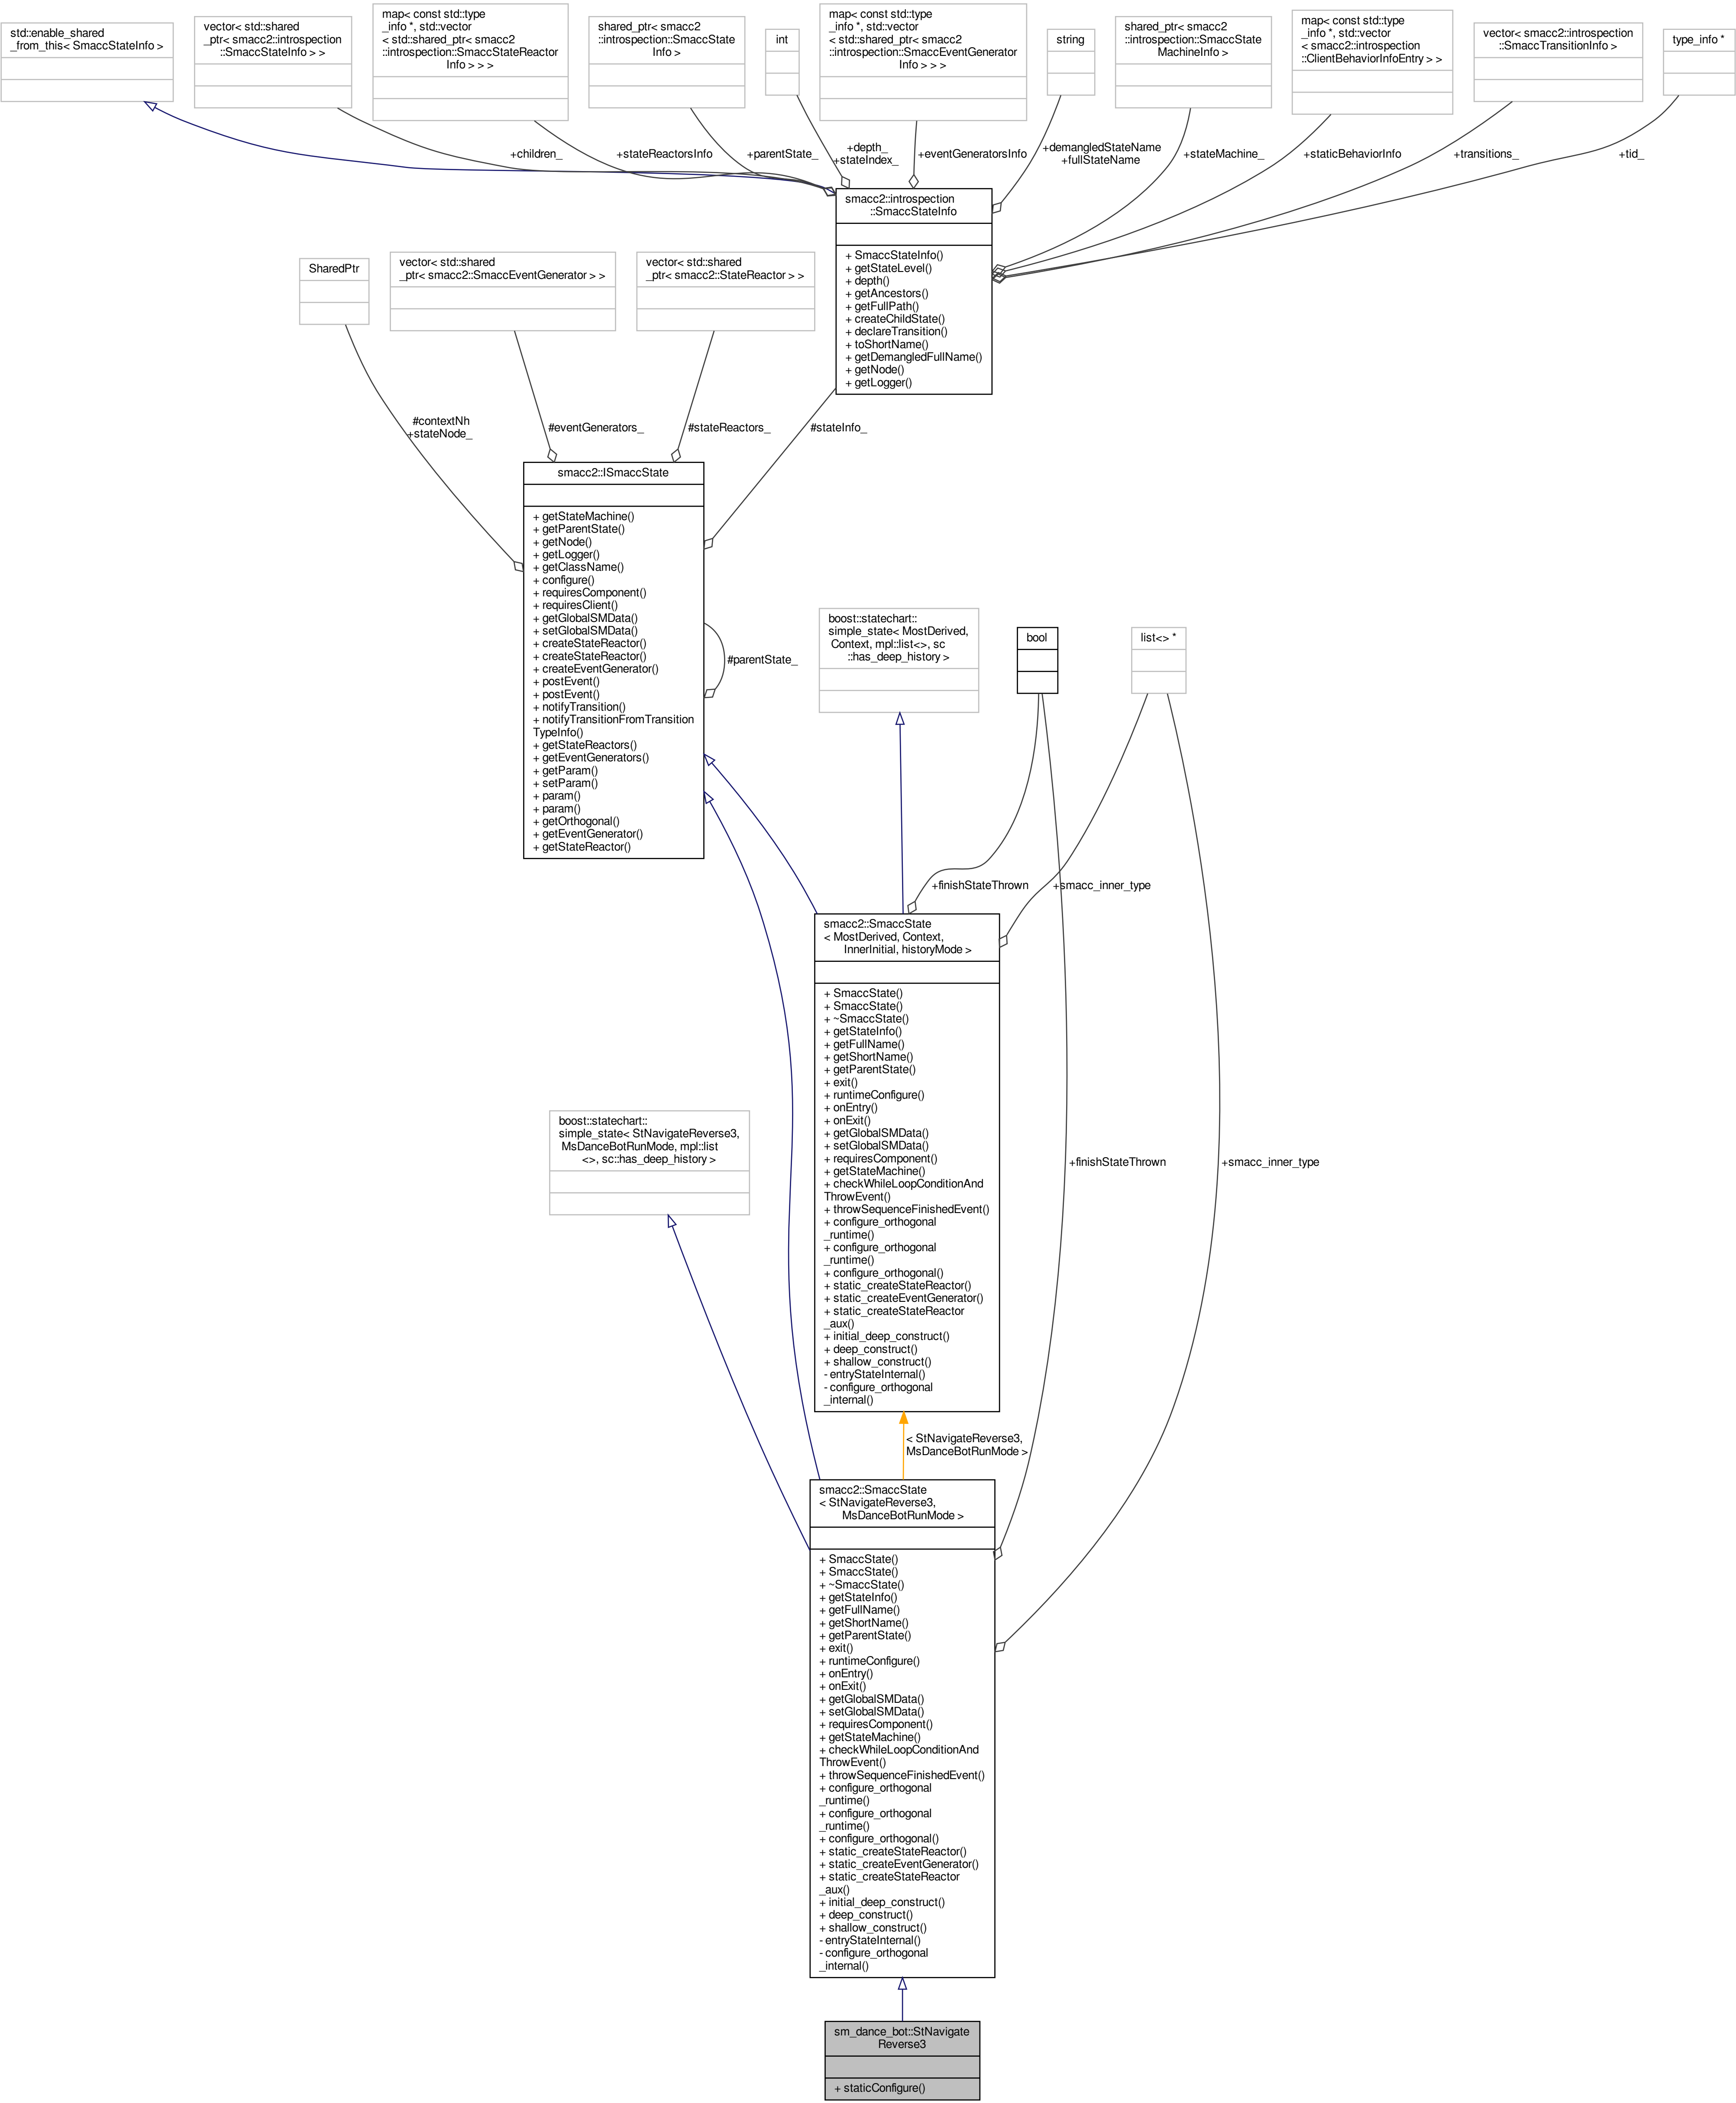 std::enable_shared
_from_this< SmaccStateInfo >
vector< std::shared
_ptr< smacc2::introspection
::SmaccStateInfo > >
map< const std::type
_info *, std::vector
< std::shared_ptr< smacc2
::introspection::SmaccStateReactor
Info > > >
shared_ptr< smacc2
::introspection::SmaccState
Info >
int
map< const std::type
_info *, std::vector
< std::shared_ptr< smacc2
::introspection::SmaccEventGenerator
Info > > >
string
shared_ptr< smacc2
::introspection::SmaccState
MachineInfo >
map< const std::type
_info *, std::vector
< smacc2::introspection
::ClientBehaviorInfoEntry > >
vector< smacc2::introspection
::SmaccTransitionInfo >
type_info *
+children_
+stateReactorsInfo
+parentState_
+depth_
+stateIndex_
+eventGeneratorsInfo
+demangledStateName
+fullStateName
+stateMachine_
+staticBehaviorInfo
+transitions_
+tid_
smacc2::introspection
::SmaccStateInfo
+ SmaccStateInfo()
+ getStateLevel()
+ depth()
+ getAncestors()
+ getFullPath()
+ createChildState()
+ declareTransition()
+ toShortName()
+ getDemangledFullName()
+ getNode()
+ getLogger()
SharedPtr
vector< std::shared
_ptr< smacc2::SmaccEventGenerator > >
vector< std::shared
_ptr< smacc2::StateReactor > >
#contextNh
+stateNode_
#eventGenerators_
#stateReactors_
#stateInfo_
smacc2::ISmaccState
+ getStateMachine()
+ getParentState()
+ getNode()
+ getLogger()
+ getClassName()
+ configure()
+ requiresComponent()
+ requiresClient()
+ getGlobalSMData()
+ setGlobalSMData()
+ createStateReactor()
+ createStateReactor()
+ createEventGenerator()
+ postEvent()
+ postEvent()
+ notifyTransition()
+ notifyTransitionFromTransition
TypeInfo()
+ getStateReactors()
+ getEventGenerators()
+ getParam()
+ setParam()
+ param()
+ param()
+ getOrthogonal()
+ getEventGenerator()
+ getStateReactor()
#parentState_
boost::statechart::
simple_state< MostDerived,
Context, mpl::list<>, sc
::has_deep_history >
bool
list<> *
+finishStateThrown
+smacc_inner_type
smacc2::SmaccState
< MostDerived, Context,
InnerInitial, historyMode >
+ SmaccState()
+ SmaccState()
+ ~SmaccState()
+ getStateInfo()
+ getFullName()
+ getShortName()
+ getParentState()
+ exit()
+ runtimeConfigure()
+ onEntry()
+ onExit()
+ getGlobalSMData()
+ setGlobalSMData()
+ requiresComponent()
+ getStateMachine()
+ checkWhileLoopConditionAnd
ThrowEvent()
+ throwSequenceFinishedEvent()
+ configure_orthogonal
_runtime()
+ configure_orthogonal
_runtime()
+ configure_orthogonal()
+ static_createStateReactor()
+ static_createEventGenerator()
+ static_createStateReactor
_aux()
+ initial_deep_construct()
+ deep_construct()
+ shallow_construct()
- entryStateInternal()
- configure_orthogonal
_internal()
boost::statechart::
simple_state< StNavigateReverse3,
MsDanceBotRunMode, mpl::list
<>, sc::has_deep_history >
+finishStateThrown
+smacc_inner_type
< StNavigateReverse3,
MsDanceBotRunMode >
smacc2::SmaccState
< StNavigateReverse3,
MsDanceBotRunMode >
+ SmaccState()
+ SmaccState()
+ ~SmaccState()
+ getStateInfo()
+ getFullName()
+ getShortName()
+ getParentState()
+ exit()
+ runtimeConfigure()
+ onEntry()
+ onExit()
+ getGlobalSMData()
+ setGlobalSMData()
+ requiresComponent()
+ getStateMachine()
+ checkWhileLoopConditionAnd
ThrowEvent()
+ throwSequenceFinishedEvent()
+ configure_orthogonal
_runtime()
+ configure_orthogonal
_runtime()
+ configure_orthogonal()
+ static_createStateReactor()
+ static_createEventGenerator()
+ static_createStateReactor
_aux()
+ initial_deep_construct()
+ deep_construct()
+ shallow_construct()
- entryStateInternal()
- configure_orthogonal
_internal()
sm_dance_bot::StNavigate
Reverse3
+ staticConfigure()